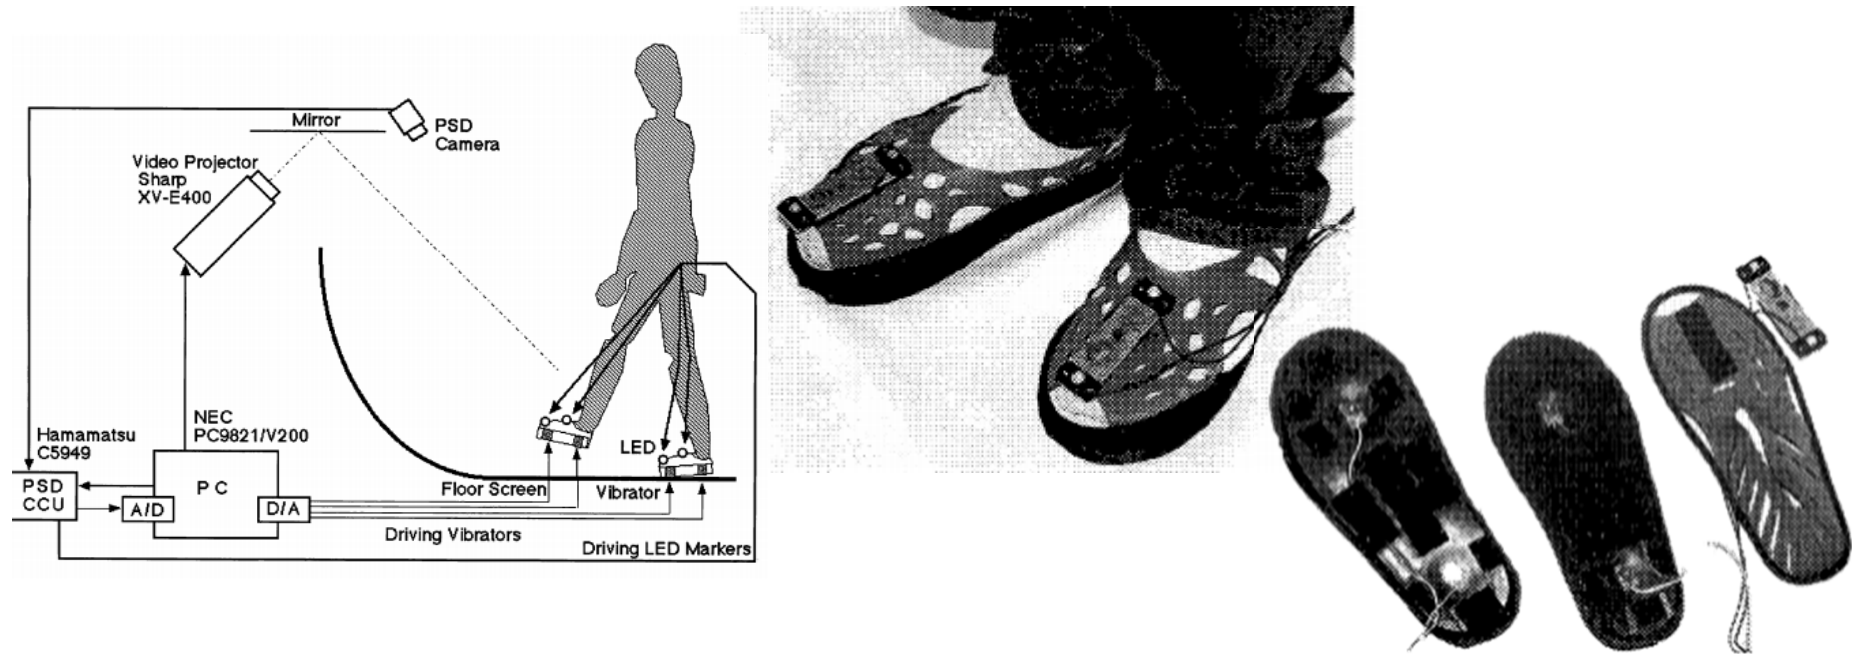 Mirror
PSD
Camera
Video Projector
Sharp
XV-E400
NEC
PC9821/V200
Hamamatsu
C5949
PSD
CCU
PC
A/D
D/A
LED
Floor Screen
Vibrator
Driving Vibrators
Driving LED Markers